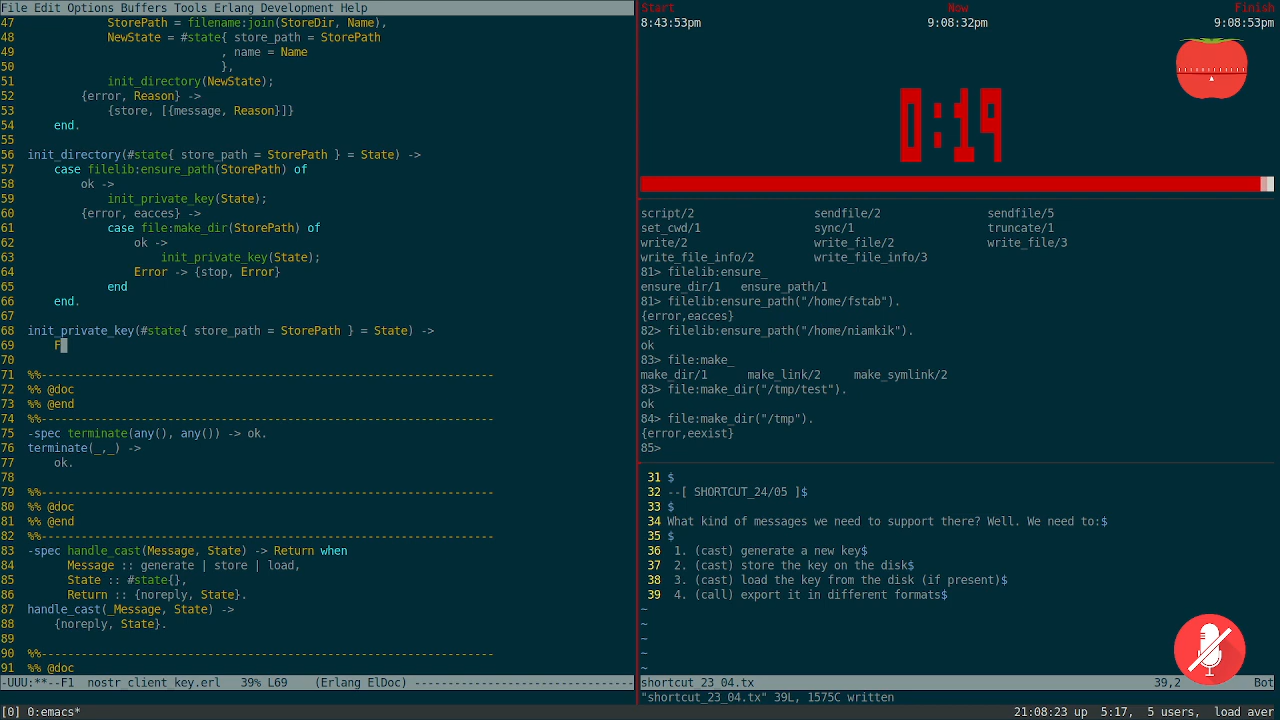 File Edit Options Buffers Tools Erlang Development Help
47              StorePath = filename:join(StoreDir, Name),
48              NewState = #state{ store_path = StorePath
49                               , name = Name
50                               },
51              init_directory(NewState);
52          {error, Reason} ->
53              {store, [{message, Reason}]}
54      end.
55
56  init_directory(#state{ store_path = StorePath } = State) ->
57      case filelib:ensure_path(StorePath) of
58          ok ->
59              init_private_key(State);
60          {error, eacces} ->
61              case file:make_dir(StorePath) of
62                  ok ->
63                      init_private_key(State);
64                  Error -> {stop, Error}
65              end
66      end.
67
68  init_private_key(#state{ store_path = StorePath } = State) ->
69      F
70
71  %%--------------------------------------------------------------------
72  %% @doc
73  %% @end
74  %%--------------------------------------------------------------------
75  -spec terminate(any(), any()) -> ok.
76  terminate(_,_) ->
77      ok.
78
79  %%--------------------------------------------------------------------
80  %% @doc
81  %% @end
82  %%--------------------------------------------------------------------
83  -spec handle_cast(Message, State) -> Return when
84        Message :: generate | store | load,
85        State :: #state{},
86        Return :: {noreply, State}.
87  handle_cast(_Message, State) ->
88      {noreply, State}.
89
90  %%--------------------------------------------------------------------
91  %% @doc
-UUU:**--F1  nostr_client_key.erl   39% L69    (Erlang ElDoc) ---------------------------------
Start Now Finish
8:43:53pm 9:08:32pm 9:08:53pm
0:19
script/2                  sendfile/2                sendfile/5
set_cwd/1                 sync/1                    truncate/1
write/2                   write_file/2              write_file/3
write_file_info/2         write_file_info/3
81> filelib:ensure_
ensure_dir/1   ensure_path/1
81> filelib:ensure_path("/home/fstab").
{error,eacces}
82> filelib:ensure_path("/home/niamkik").
ok
83> file:make_
make_dir/1      make_link/2     make_symlink/2
83> file:make_dir("/tmp/test").
ok
84> file:make_dir("/tmp").
{error,eexist}
85>
31 $
32 --[ SHORTCUT_24/05 ]$
33 $
34 What kind of messages we need to support there? Well. We need to:$
35 $
36  1. (cast) generate a new key$
37  2. (cast) store the key on the disk$
38  3. (cast) load the key from the disk (if present)$
39  4. (call) export it in different formats$
~
~
~
~
~
shortcut_23_04.tx 39,2 Bot
"shortcut_23_04.tx" 39L, 1575C written
[0] 0:emacs* 21:08:23 up  5:17,  5 users,  load aver